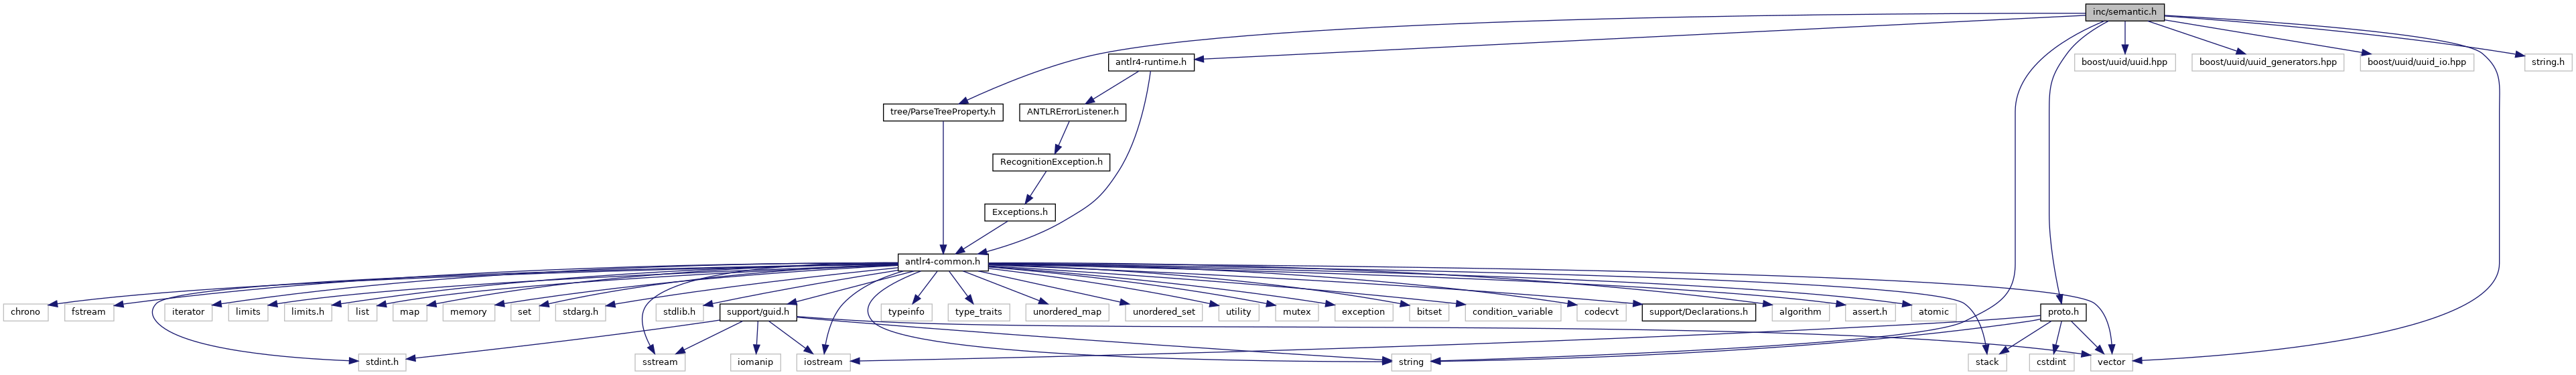 inc/semantic.h
antlr4-runtime.h
boost/uuid/uuid.hpp
boost/uuid/uuid_generators.hpp
boost/uuid/uuid_io.hpp
string.h
tree/ParseTreeProperty.h
ANTLRErrorListener.h
RecognitionException.h
Exceptions.h
antlr4-common.h
chrono
fstream
iterator
limits
limits.h
list
map
memory
set
stdarg.h
stdlib.h
support/guid.h
typeinfo
type_traits
unordered_map
unordered_set
utility
mutex
exception
bitset
condition_variable
codecvt
support/Declarations.h
algorithm
assert.h
atomic
proto.h
stdint.h
sstream
iomanip
iostream
string
stack
cstdint
vector